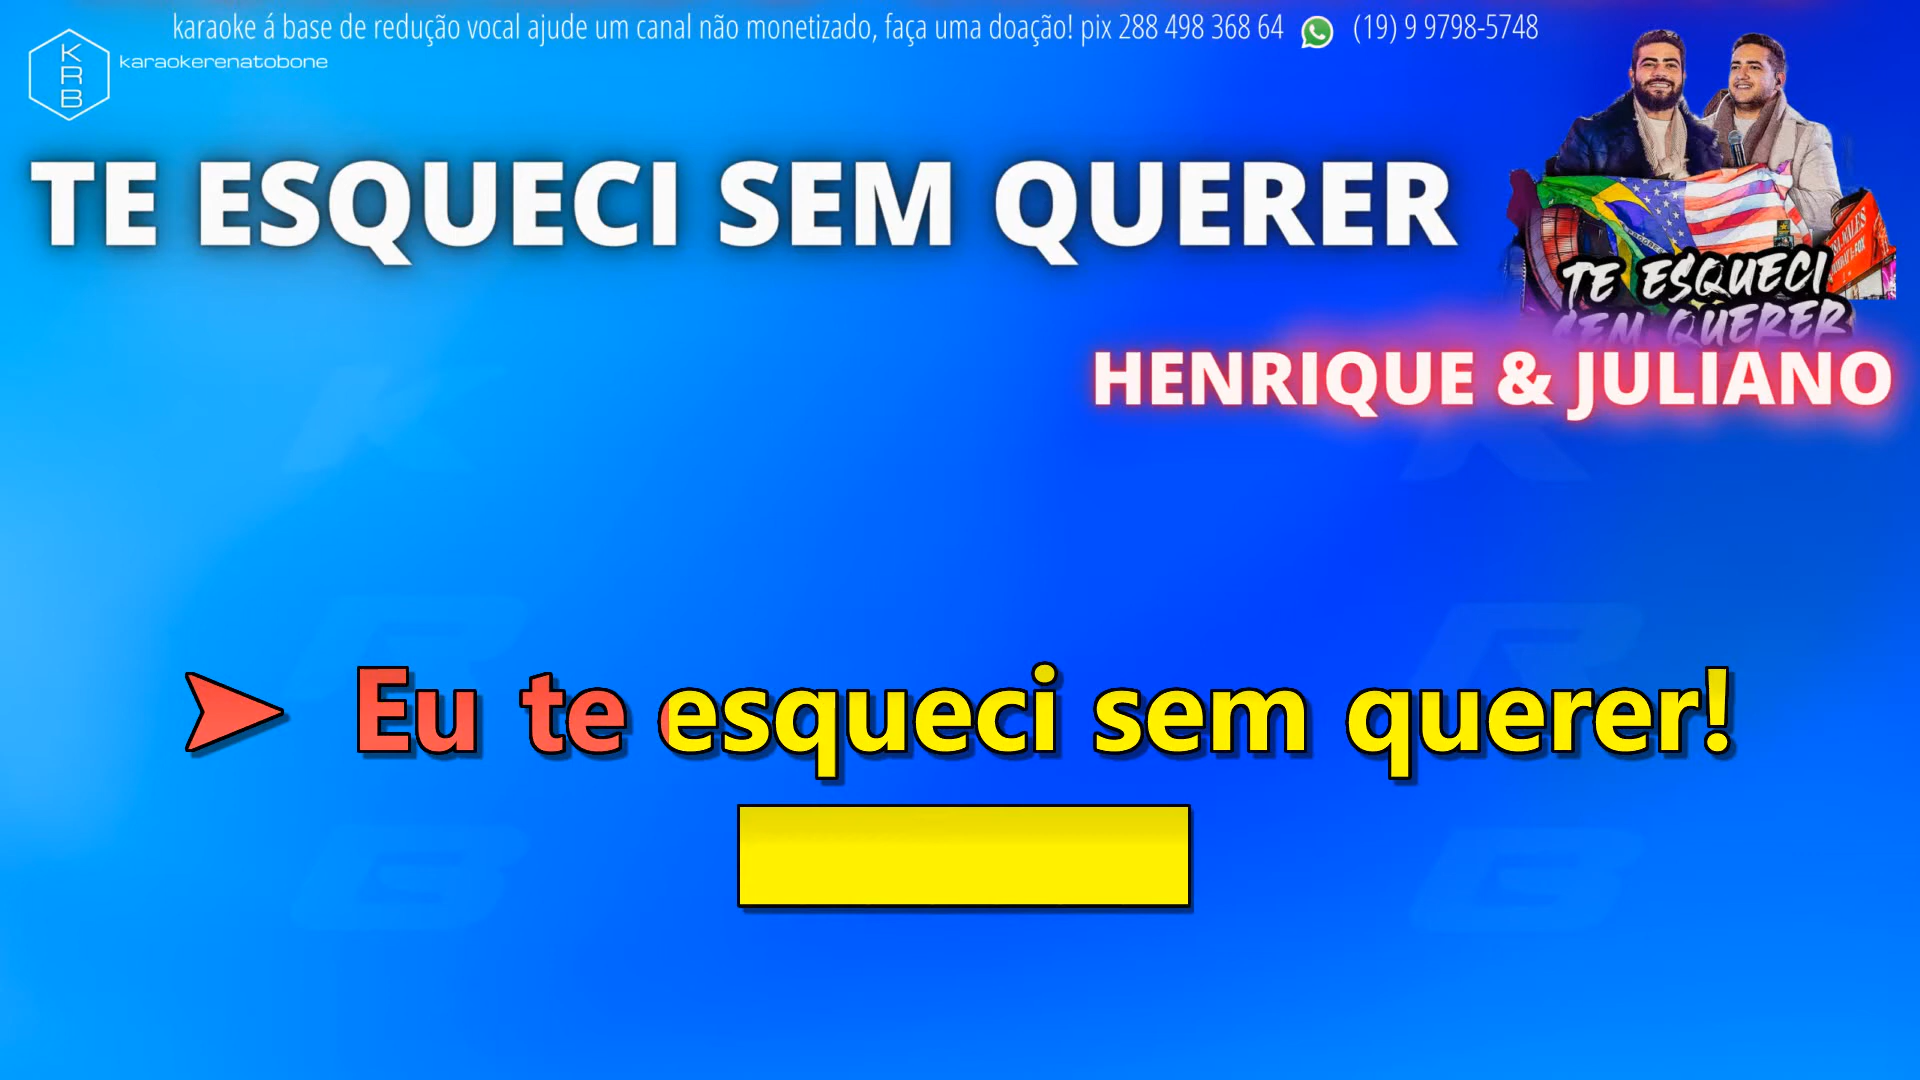 karaoke á base de redução vocal ajude um canal não monetizado, faça uma doação! pix 288 498 368 64 (19) 9 9798-5748
KRB
karaokerenatobone
TE ESQUECI SEM QUERER
TE ESQUECI
SEM QUERER
HENRIQUE & JULIANO
K
K
Eu te esqueci sem querer!
R
R
B
B